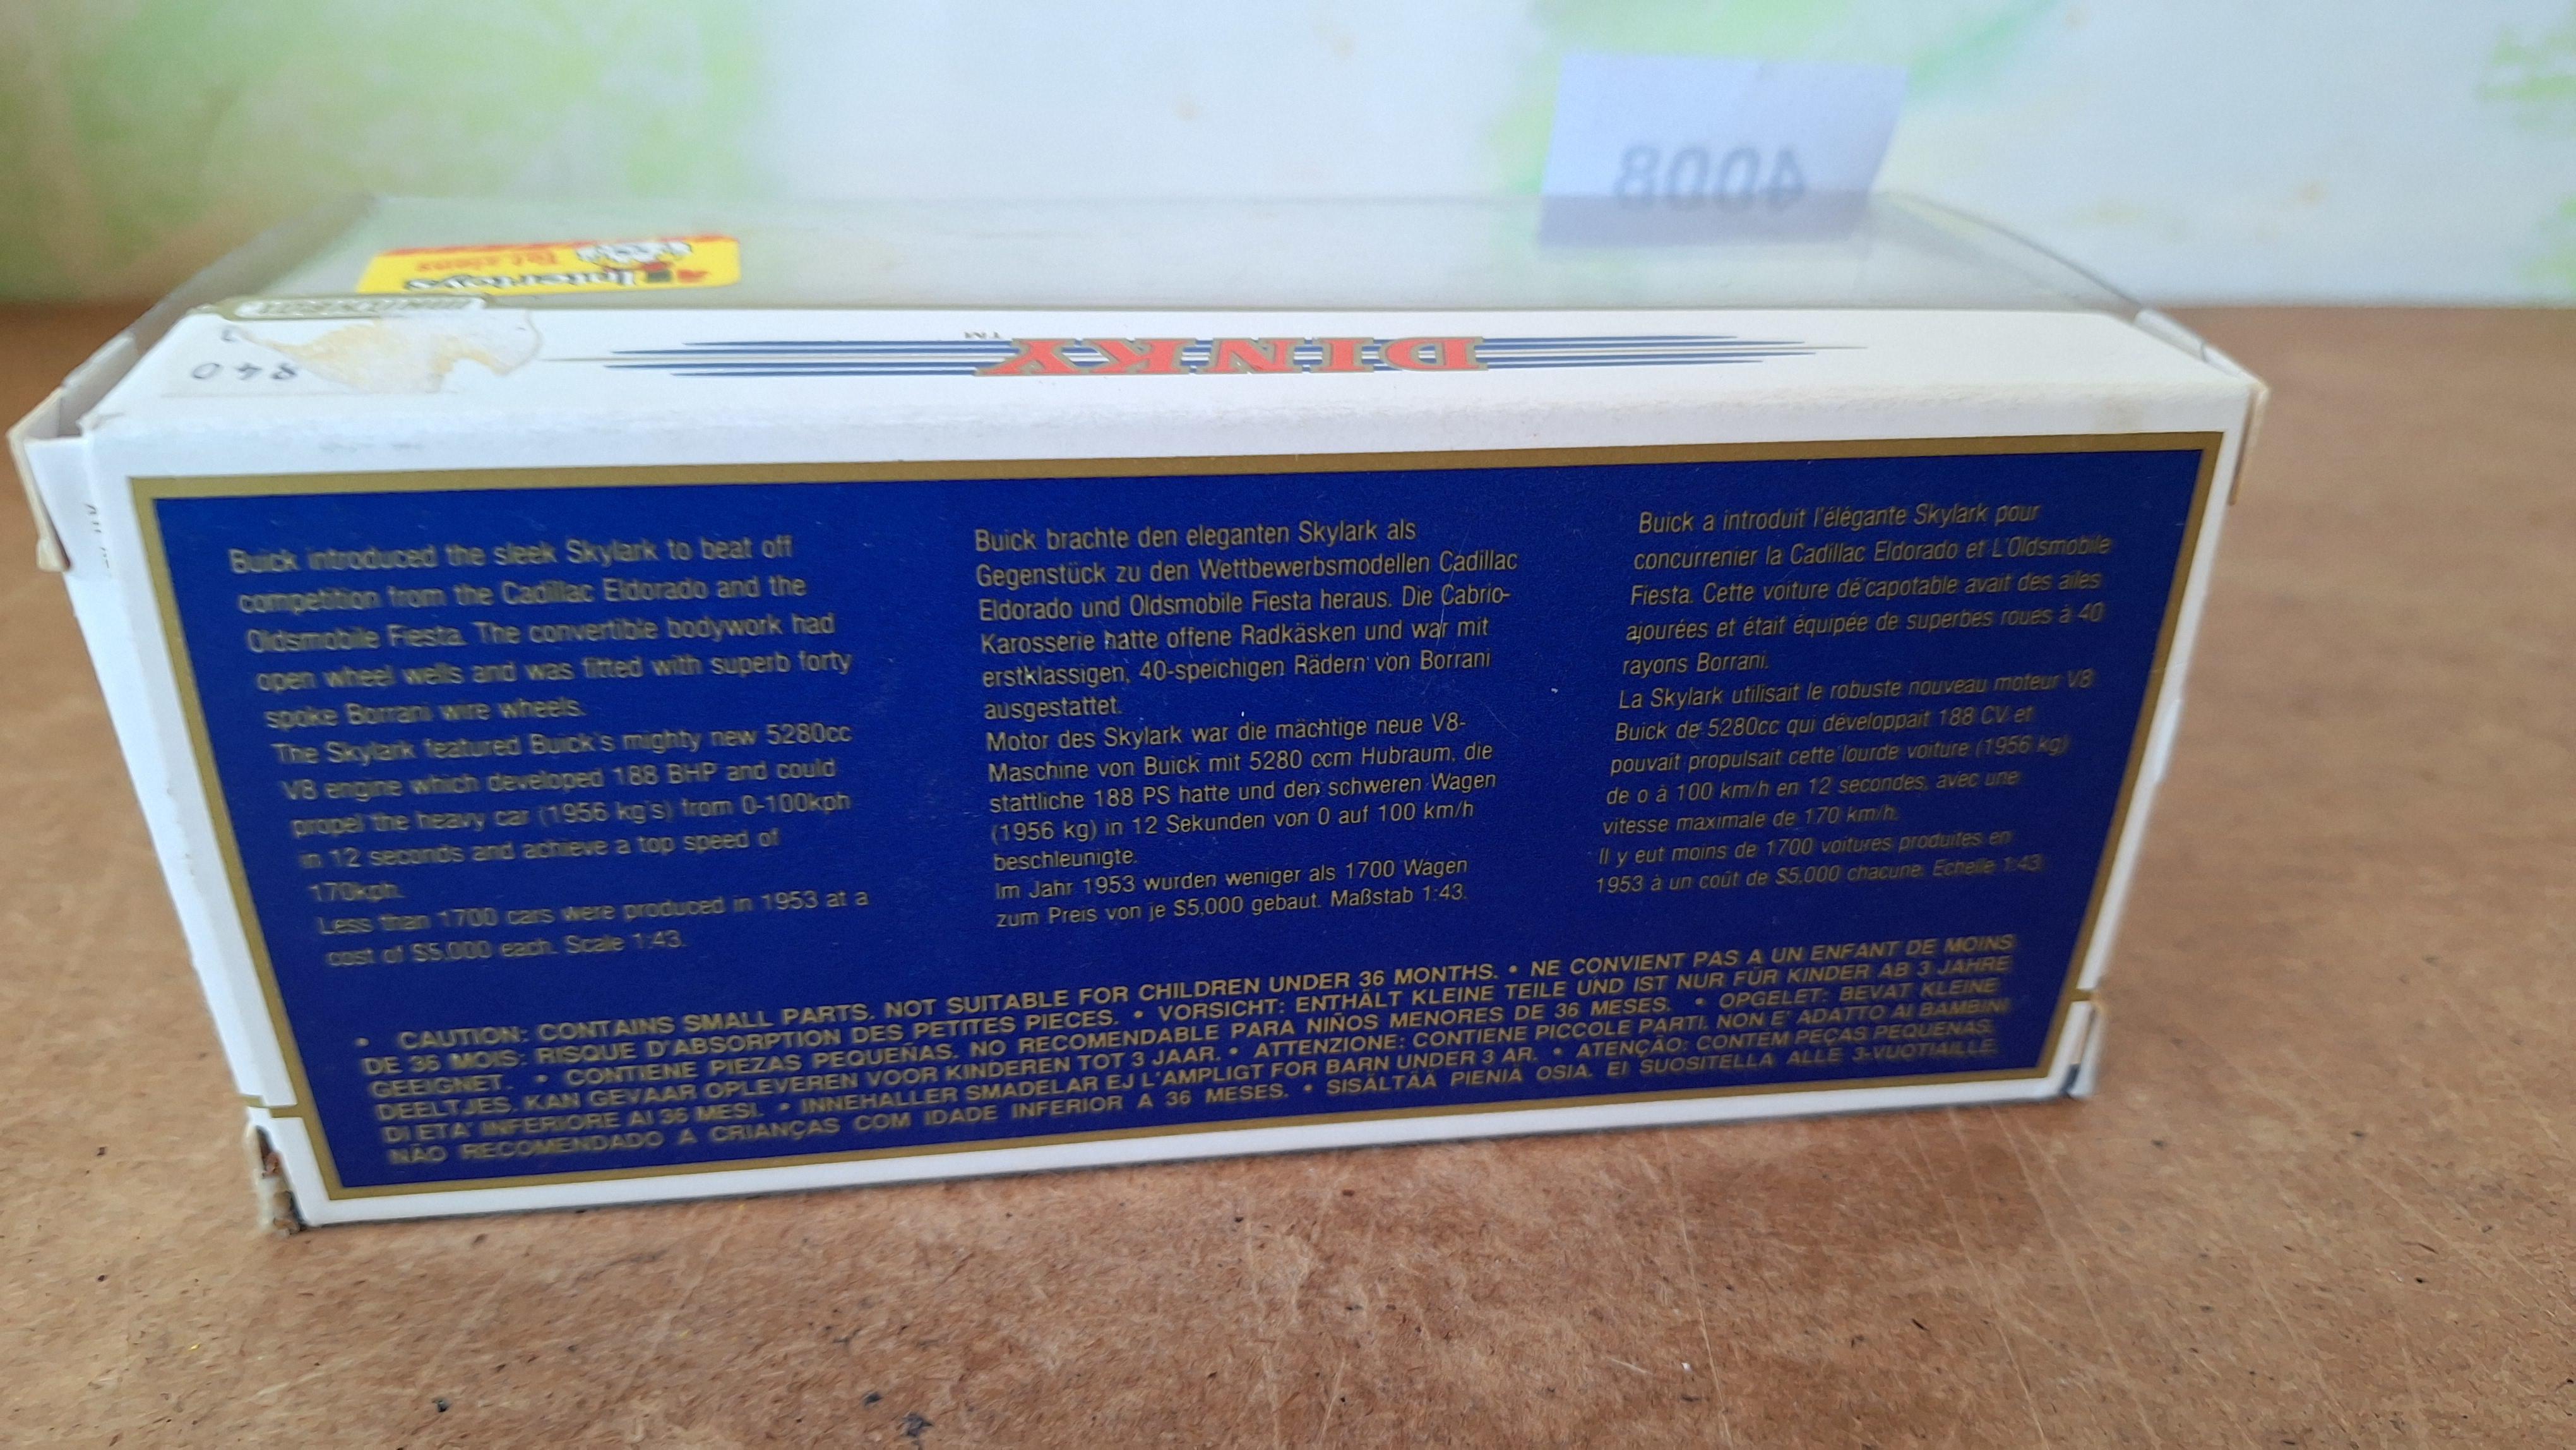 4008
Intertoys
DINKY
TM
Buick introduced the sleek Skylark to beat off
competition from the Cadillac Eldorado and the
Oldsmobile Fiesta. The convertible bodywork had
open wheel wells and was fitted with superb forty
spoke Borrani wire wheels.
The Skylark featured Buick's mighty new 5280cc
V8 engine which developed 188 BHP and could
propel the heavy car (1956 kg's) from 0-100kph
in 12 seconds and achieve a top speed of
170kph.
Less than 1700 cars were produced in 1953 at a
cost of $5,000 each. Scale 1:43.
Buick brachte den eleganten Skylark als
Gegenstück zu den Wettbewerbsmodellen Cadillac
Eldorado und Oldsmobile Fiesta heraus. Die Cabrio-
Karosserie hatte offene Radkäsken und war mit
erstklassigen, 40-speichigen Rädern von Borrani
ausgestattet.
Motor des Skylark war die mächtige neue V8-
Maschine von Buick mit 5280 ccm Hubraum, die
stattliche 188 PS hatte und den schweren Wagen
(1956 kg) in 12 Sekunden von 0 auf 100 km/h
beschleunigte.
Im Jahr 1953 wurden weniger als 1700 Wagen
zum Preis von je $5,000 gebaut. Maßstab 1:43.
Buick a introduit l'élégante Skylark pour
concurrenier la Cadillac Eldorado et L'Oldsmobile
Fiesta. Cette voiture dé'capotable avait des ailes
ajourées et était équipée de superbes roues à 40
rayons Borrani.
La Skylark utilisait le robuste nouveau moteur V8
Buick de 5280cc qui développait 188 CV et
pouvait propulsait cette lourde voiture (1956 kg)
de o à 100 km/h en 12 secondes, avec une
vitesse maximale de 170 km/h.
Il y eut moins de 1700 voitures produites en
1953 à un coût de $5,000 chacune. Echelle 1:43.
• CAUTION: CONTAINS SMALL PARTS. NOT SUITABLE FOR CHILDREN UNDER 36 MONTHS. • NE CONVIENT PAS A UN ENFANT DE MOINS
DE 36 MOIS: RISQUE D'ABSORPTION DES PETITES PIECES. • VORSICHT: ENTHÄLT KLEINE TEILE UND IST NUR FÜR KINDER AB 3 JAHRE
GEEIGNET. • CONTIENE PIEZAS PEQUEÑAS. NO RECOMENDABLE PARA NIÑOS MENORES DE 36 MESES. • OPGELET: BEVAT KLEINE
DEELTJES. KAN GEVAAR OPLEVEREN VOOR KINDEREN TOT 3 JAAR. • ATTENZIONE: CONTIENE PICCOLE PARTI. NON E' ADATTO AI BAMBINI
DI ETA' INFERIORE AI 36 MESI. • INNEHALLER SMADELAR EJ L'AMPLIGT FOR BARN UNDER 3 AR. • ATENÇÃO: CONTEM PEÇAS PEQUENAS.
NÃO RECOMENDADO A CRIANÇAS COM IDADE INFERIOR A 36 MESES. • SISÄLTÄÄ PIENIÄ OSIA. EI SUOSITELLA ALLE 3-VUOTIAILLE.